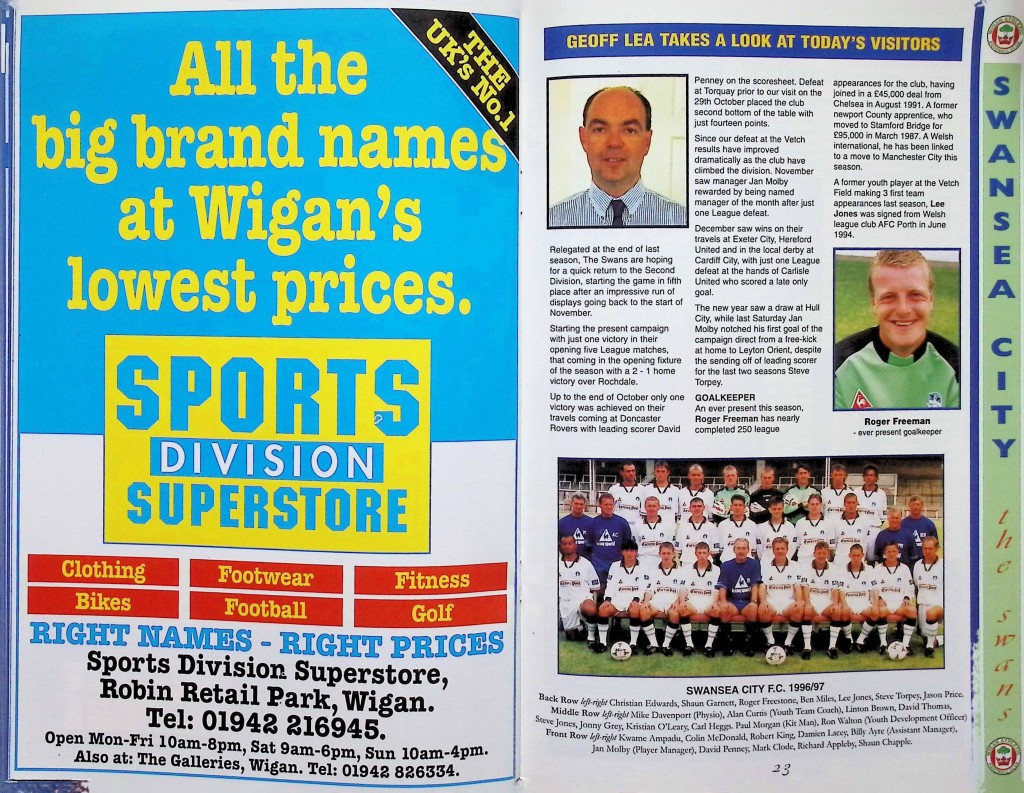 THE
UK's No.1
All the
big brand names
at Wigan's
lowest prices.
SPORTS
DIVISION
SUPERSTORE
Clothing
Footwear
Fitness
Bikes
Football
Golf
RIGHT NAMES - RIGHT PRICES
Sports Division Superstore,
Robin Retail Park, Wigan.
Tel: 01942 216945.
Open Mon-Fri 10am-8pm, Sat 9am-6pm, Sun 10am-4pm.
Also at: The Galleries, Wigan. Tel: 01942 826334.
GEOFF LEA TAKES A LOOK AT TODAY'S VISITORS
Relegated at the end of last
season, The Swans are hoping
for a quick return to the Second
Division, starting the game in fifth
place after an impressive run of
displays going back to the start of
November.
Starting the present campaign
with just one victory in their
opening five League matches,
that coming in the opening fixture
of the season with a 2 - 1 home
victory over Rochdale.
Up to the end of October only one
victory was achieved on their
travels coming at Doncaster
Rovers with leading scorer David
Penney on the scoresheet. Defeat
at Torquay prior to our visit on the
29th October placed the club
second bottom of the table with
just fourteen points.
Since our defeat at the Vetch
results have improved
dramatically as the club have
climbed the division. November
saw manager Jan Molby
rewarded by being named
manager of the month after just
one League defeat.
December saw wins on their
travels at Exeter City, Hereford
United and in the local derby at
Cardiff City, with just one League
defeat at the hands of Carlisle
United who scored a late only
goal.
The new year saw a draw at Hull
City, while last Saturday Jan
Molby notched his first goal of the
campaign direct from a free-kick
at home to Leyton Orient, despite
the sending off of leading scorer
for the last two seasons Steve
Torpey.
GOALKEEPER
An ever present this season,
Roger Freeman has nearly
completed 250 league
appearances for the club, having
joined in a £45,000 deal from
Chelsea in August 1991. A former
newport County apprentice, who
moved to Stamford Bridge for
£95,000 in March 1987. A Welsh
international, he has been linked
to a move to Manchester City this
season.
A former youth player at the Vetch
Field making 3 first team
appearances last season, Lee
Jones was signed from Welsh
league club AFC Porth in June
1994.
Roger Freeman
- ever present goalkeeper
SWANSEA CITY F.C. 1996/97
Back Row left-right Christian Edwards, Shaun Garnett, Roger Freestone, Ben Miles, Lee Jones, Steve Torpey, Jason Price.
Middle Row left-right Mike Davenport (Physio), Alan Curtis (Youth Team Coach), Linton Brown, David Thomas,
Steve Jones, Jonny Grey, Kristian O'Leary, Carl Heggs. Paul Morgan (Kit Man), Ron Walton (Youth Development Officer)
Front Row left-right Kwame Ampadu, Colin McDonald, Robert King, Damien Lacey, Billy Ayre (Assistant Manager),
Jan Molby (Player Manager), David Penney, Mark Clode, Richard Appleby, Shaun Chapple.
23
SWANSEA CITY
the swans